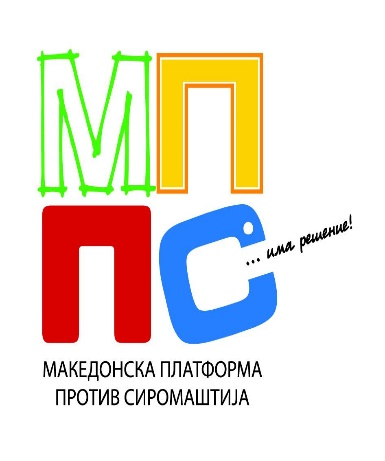 МП
ПС
... има решение!
МАКЕДОНСКА ПЛАТФОРМА
ПРОТИВ СИРОМАШТИЈА